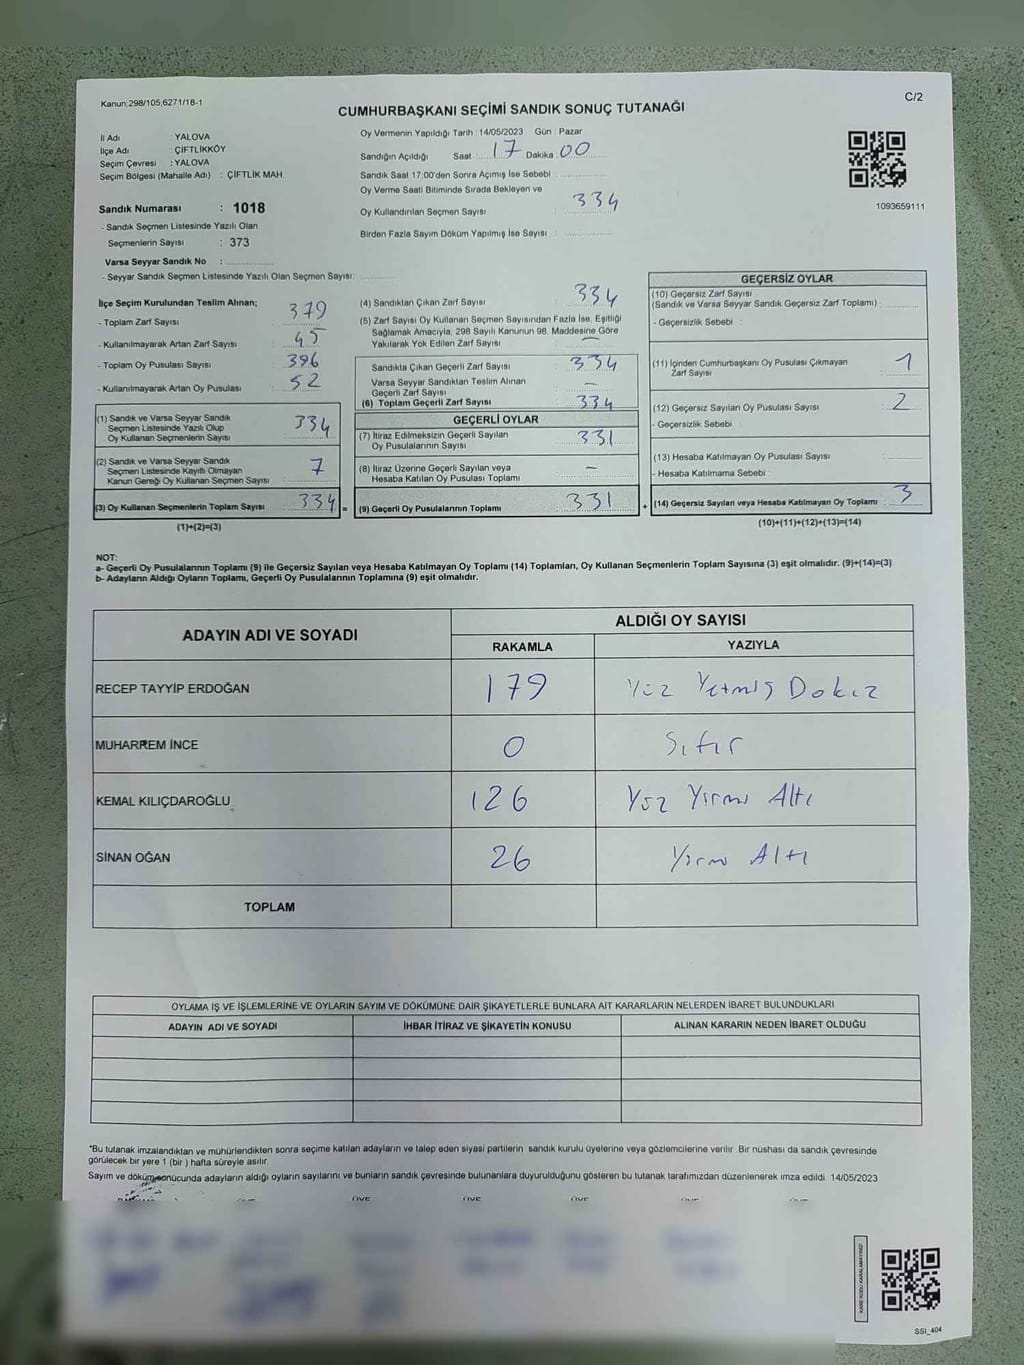 Kanun:298/105;6271/18-1
C/2
CUMHURBAŞKANI SEÇİMİ SANDIK SONUÇ TUTANAĞI
İl Adı : YALOVA
İlçe Adı : ÇİFTLİKKÖY
Seçim Çevresi : YALOVA
Seçim Bölgesi (Mahalle Adı) : ÇİFTLİK MAH.
Sandık Numarası : 1018
- Sandık Seçmen Listesinde Yazılı Olan
Seçmenlerin Sayısı : 373
Varsa Seyyar Sandık No :
- Seyyar Sandık Seçmen Listesinde Yazılı Olan Seçmen Sayısı:
Oy Vermenin Yapıldığı Tarih : 14/05/2023 Gün : Pazar
Sandığın Açıldığı Saat : 17 Dakika : 00
Sandık Saat 17:00'den Sonra Açımış İse Sebebi :
Oy Verme Saati Bitiminde Sırada Bekleyen ve
Oy Kullandırılan Seçmen Sayısı : 334
Birden Fazla Sayım Döküm Yapılmış İse Sayısı :
1093659111
İlçe Seçim Kurulundan Teslim Alınan;
- Toplam Zarf Sayısı : 379
- Kullanılmayarak Artan Zarf Sayısı : 45
- Toplam Oy Pusulası Sayısı : 396
- Kullanılmayarak Artan Oy Pusulası : 52
(1) Sandık ve Varsa Seyyar Sandık
Seçmen Listesinde Yazılı Olup
Oy Kullanan Seçmenlerin Sayısı : 334
(2) Sandık ve Varsa Seyyar Sandık
Seçmen Listesinde Kayıtlı Olmayan
Kanun Gereği Oy Kullanan Seçmen Sayısı : 7
(3) Oy Kullanan Seçmenlerin Toplam Sayısı : 334 =
(1)+(2)=(3)
(4) Sandıktan Çıkan Zarf Sayısı : 334
(5) Zarf Sayısı Oy Kullanan Seçmen Sayısından Fazla İse, Eşitliği
Sağlamak Amacıyla, 298 Sayılı Kanunun 98. Maddesine Göre
Yakılarak Yok Edilen Zarf Sayısı : –
Sandıkta Çıkan Geçerli Zarf Sayısı : 334
Varsa Seyyar Sandıktan Teslim Alınan
Geçerli Zarf Sayısı : –
(6) Toplam Geçerli Zarf Sayısı : 334
GEÇERLİ OYLAR
(7) İtiraz Edilmeksizin Geçerli Sayılan
Oy Pusulalarının Sayısı : 331
(8) İtiraz Üzerine Geçerli Sayılan veya
Hesaba Katılan Oy Pusulası Toplamı : –
(9) Geçerli Oy Pusulalarının Toplamı : 331 +
GEÇERSİZ OYLAR
(10) Geçersiz Zarf Sayısı
(Sandık ve Varsa Seyyar Sandık Geçersiz Zarf Toplamı) :
- Geçersizlik Sebebi :
(11) İçinden Cumhurbaşkanı Oy Pusulası Çıkmayan
Zarf Sayısı : 1
(12) Geçersiz Sayılan Oy Pusulası Sayısı : 2
- Geçersizlik Sebebi :
(13) Hesaba Katılmayan Oy Pusulası Sayısı :
- Hesaba Katılmama Sebebi :
(14) Geçersiz Sayılan veya Hesaba Katılmayan Oy Toplamı : 3
(10)+(11)+(12)+(13)=(14)
NOT:
a- Geçerli Oy Pusulalarının Toplamı (9) ile Geçersiz Sayılan veya Hesaba Katılmayan Oy Toplamı (14) Toplamları, Oy Kullanan Seçmenlerin Toplam Sayısına (3) eşit olmalıdır. (9)+(14)=(3)
b- Adayların Aldığı Oyların Toplamı, Geçerli Oy Pusulalarının Toplamına (9) eşit olmalıdır.
ADAYIN ADI VE SOYADI
ALDIĞI OY SAYISI
RAKAMLA YAZIYLA
RECEP TAYYİP ERDOĞAN 179 Yüz Yetmiş Dokuz
MUHARREM İNCE 0 Sıfır
KEMAL KILIÇDAROĞLU 126 Yüz Yirmi Altı
SİNAN OĞAN 26 Yirmi Altı
TOPLAM
OYLAMA İŞ VE İŞLEMLERİNE VE OYLARIN SAYIM VE DÖKÜMÜNE DAİR ŞİKAYETLERLE BUNLARA AİT KARARLARIN NELERDEN İBARET BULUNDUKLARI
ADAYIN ADI VE SOYADI İHBAR İTİRAZ VE ŞİKAYETİN KONUSU ALINAN KARARIN NEDEN İBARET OLDUĞU
*Bu tutanak imzalandıktan ve mühürlendikten sonra seçime katılan adayların ve talep eden siyasi partilerin sandık kurulu üyelerine veya gözlemcilerine verilir. Bir nüshası da sandık çevresinde
görülecek bir yere 1 (bir) hafta süreyle asılır.
Sayım ve döküm sonucunda adayların aldığı oyların sayılarını ve bunların sandık çevresinde bulunanlara duyurulduğunu gösteren bu tutanak tarafımızdan düzenlenerek imza edildi. 14/05/2023
KARE KODU KARALAMAYINIZ!
SSI_404